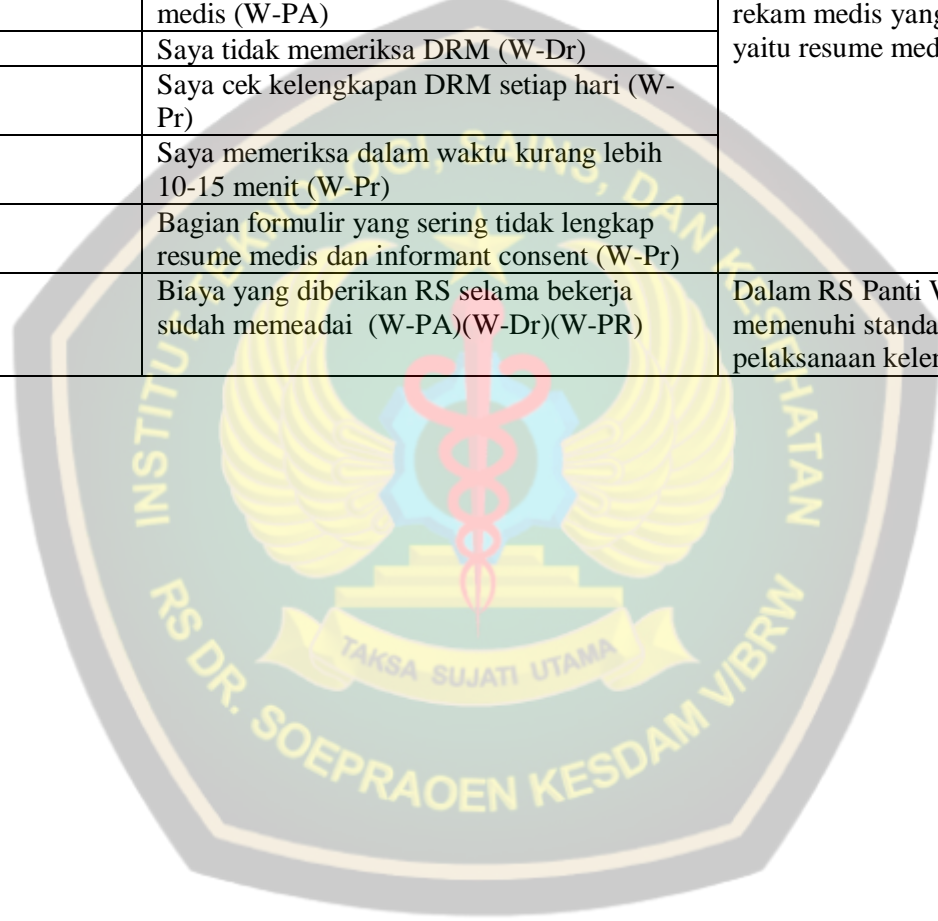 medis (W-PA)
Saya tidak memeriksa DRM (W-Dr)
Saya cek kelengkapan DRM setiap hari (W-
Pr)
Saya memeriksa dalam waktu kurang lebih
10-15 menit (W-Pr)
Bagian formulir yang sering tidak lengkap
resume medis dan informant consent (W-Pr)
Biaya yang diberikan RS selama bekerja
sudah memeadai (W-PA)(W-Dr)(W-PR)
rekam medis yang
yaitu resume med
Dalam RS Panti W
memenuhi standa
pelaksanaan kelen
INSTITUT TEKNOLOGI, SAINS, DAN KESEHATAN
TAKSA SUJATI UTAMA
RS DR. SOEPRAOEN KESDAM V/BRW